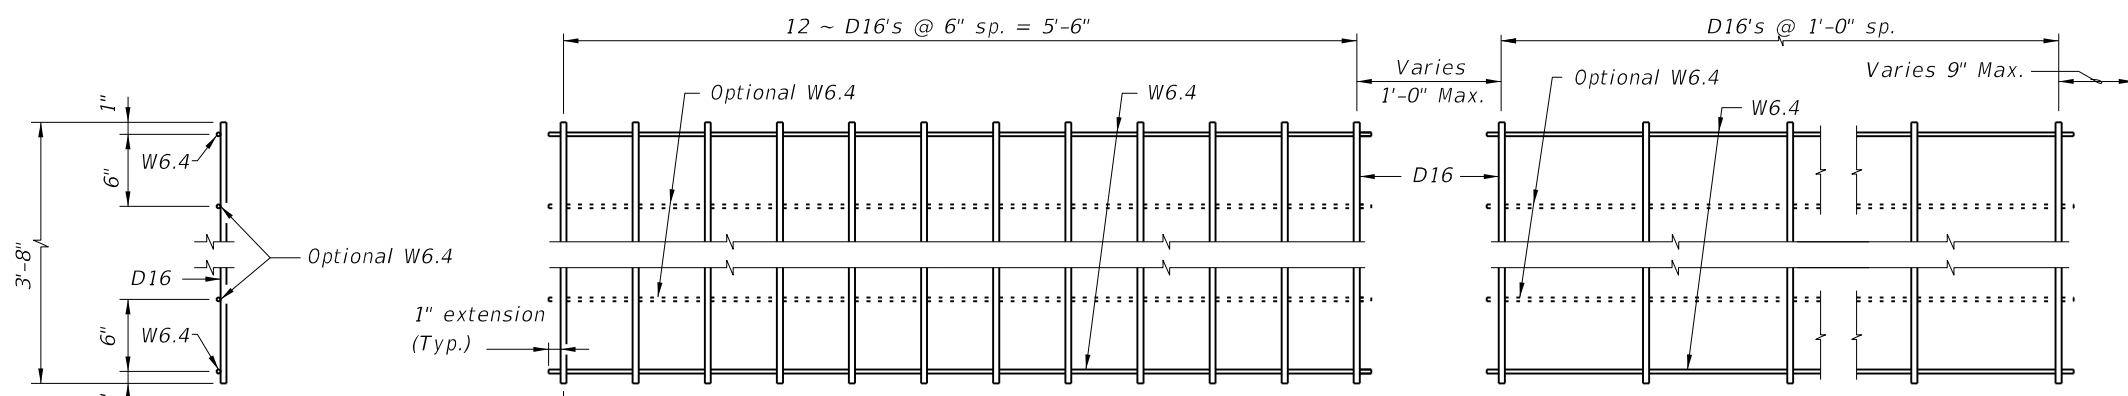 12 ~ D16's @ 6" sp. = 5'-6"
D16's @ 1'-0" sp.
Varies
1'-0" Max.
Varies 9" Max.
Optional W6.4
W6.4
Optional W6.4
W6.4
1"
W6.4
6"
D16
3'-8"
Optional W6.4
D16
6"
W6.4
1" extension
(Typ.)